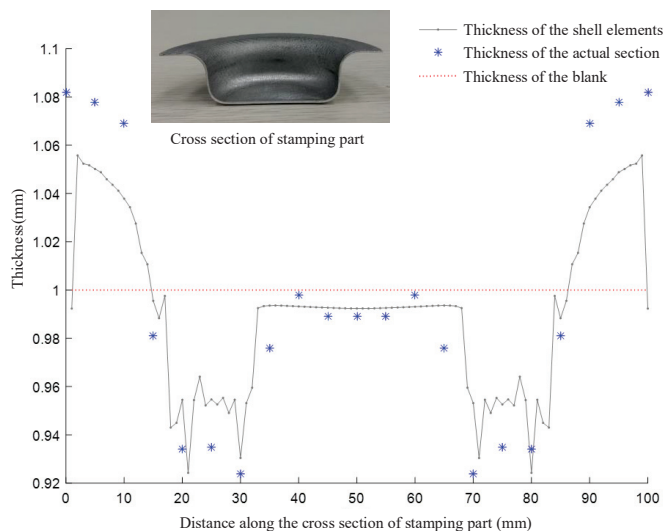 Thickness of the shell elements
Thickness of the actual section
Thickness of the blank
Cross section of stamping part
Thickness(mm)
1.1
1.08
1.06
1.04
1.02
1
0.98
0.96
0.94
0.92
0 10 20 30 40 50 60 70 80 90 100
Distance along the cross section of stamping part (mm)